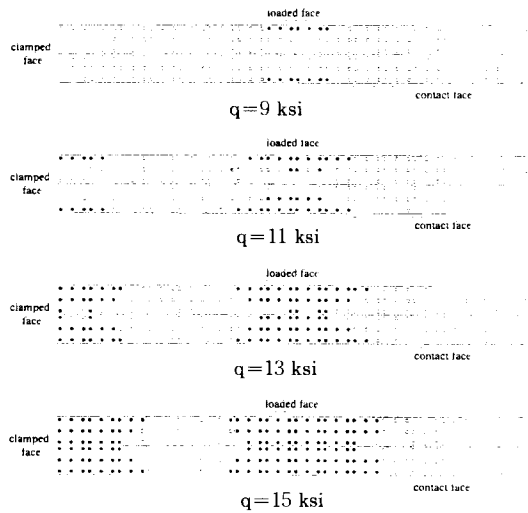 loaded face
clamped
face
contact face
q=9 ksi
loaded face
clamped
face
contact face
q=11 ksi
loaded face
clamped
face
contact face
q=13 ksi
loaded face
clamped
face
contact face
q=15 ksi